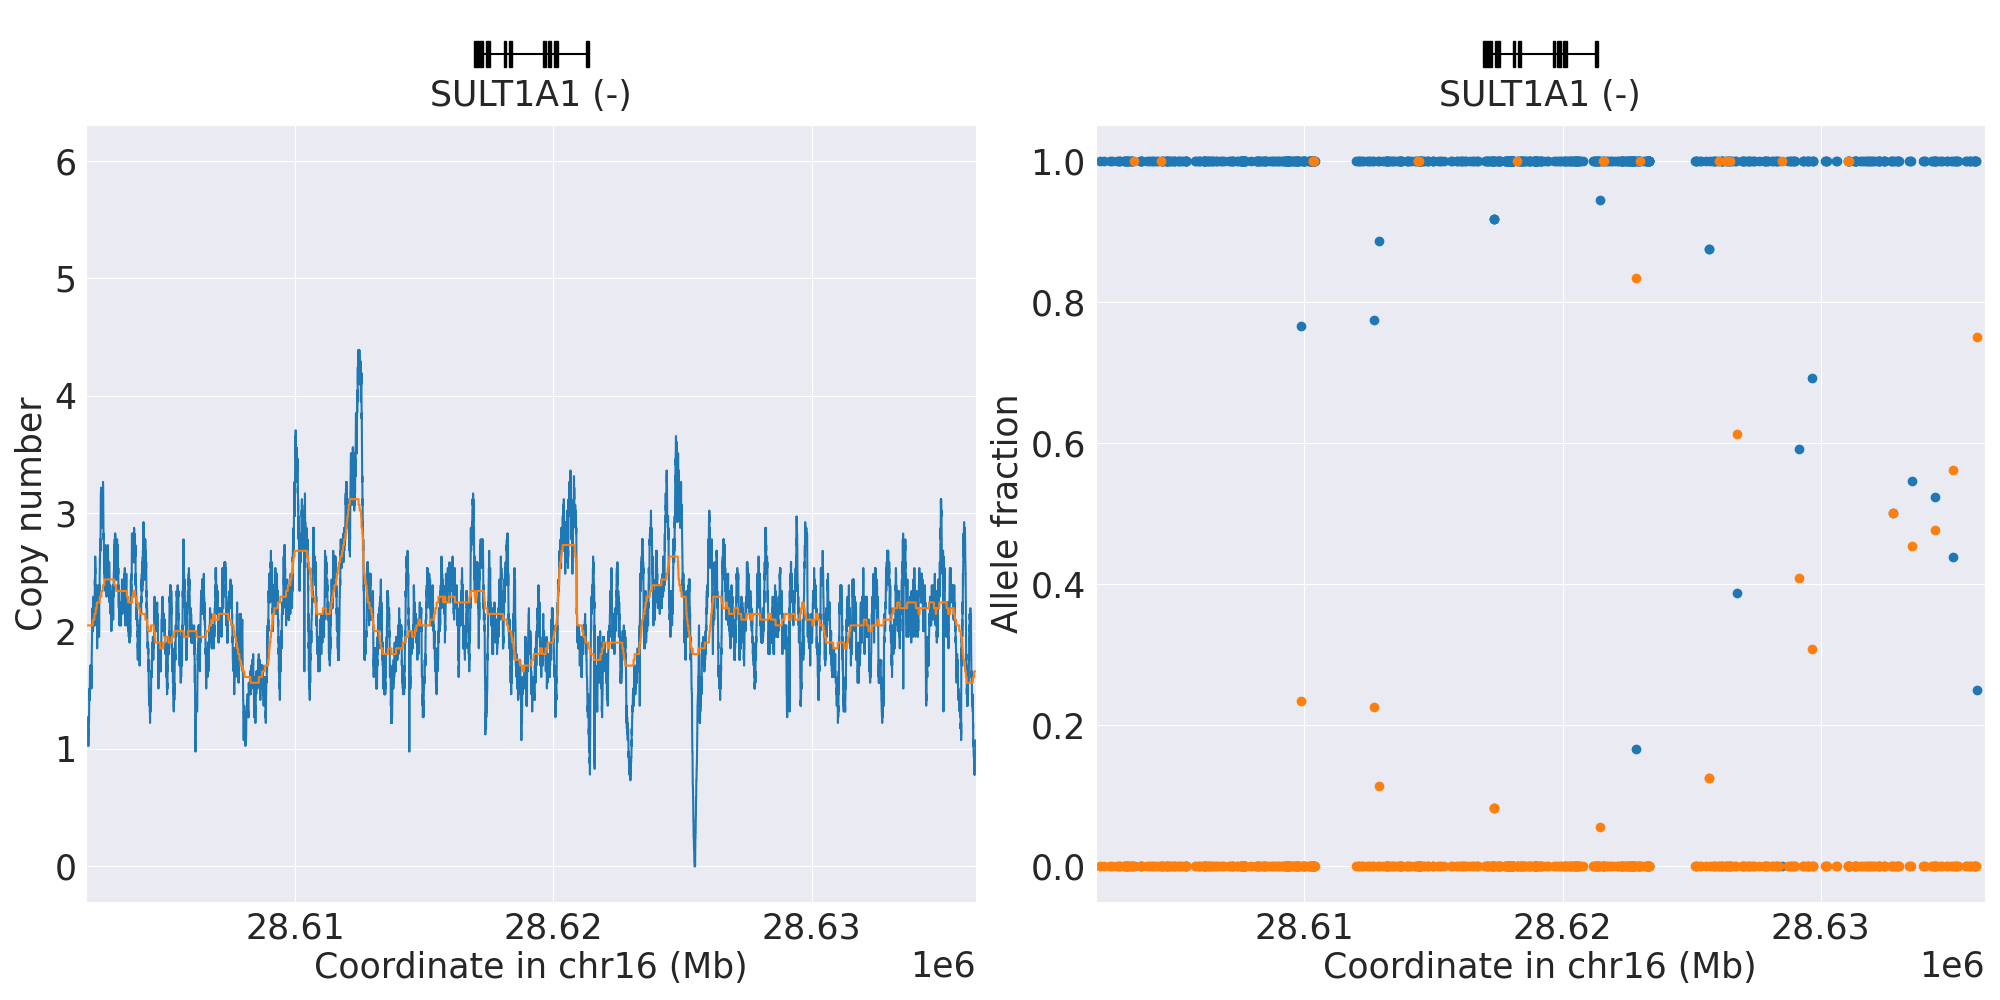 SULT1A1 (-)
6
5
4
3
2
1
0
Copy number
28.61
28.62
28.63
Coordinate in chr16 (Mb)
1e6
SULT1A1 (-)
1.0
0.8
0.6
0.4
0.2
0.0
Allele fraction
28.61
28.62
28.63
Coordinate in chr16 (Mb)
1e6